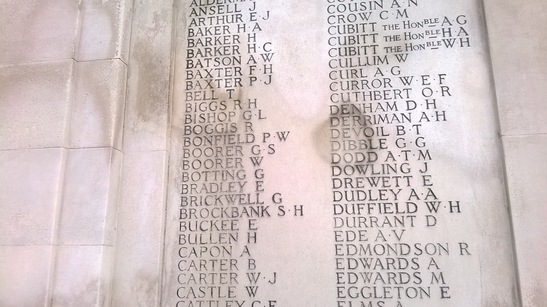 ANSELL J
ARTHUR E·J
BAKER H A
BARKER H
BARKER H·C
BATSON A·W
BAXTER F·H
BAXTER P·J
BELL T
BIGGS R H
BISHOP G·L
BOGGIS R
BONFIELD P·W
BOORER G·S
BOORER W
BOTTING G
BRADLEY E
BRICKWELL G
BROCKBANK S·H
BUCKEE E
BULLEN H
CAPON A
CARTER B
CARTER W·J
CASTLE W
CATTLEY G·F
COUSIN A·N
CROW C M
CUBITT THE HONBLE A·G
CUBITT THE HONBLE H·A
CUBITT THE HONBLE W·H
CULLUM W
CURL A·G
CURROR W·E·F
CUTHBERT O·R
DENHAM D·H
DERRIMAN A·H
DEVOIL B·T
DIBBLE G·G
DODD A·T·M
DOWLING J
DREWETT E
DUDLEY A·A
DUFFIELD W·H
DURRANT D
EDE A·V
EDMONDSON R
EDWARDS A
EDWARDS M
EGGLETON E
ELMS A